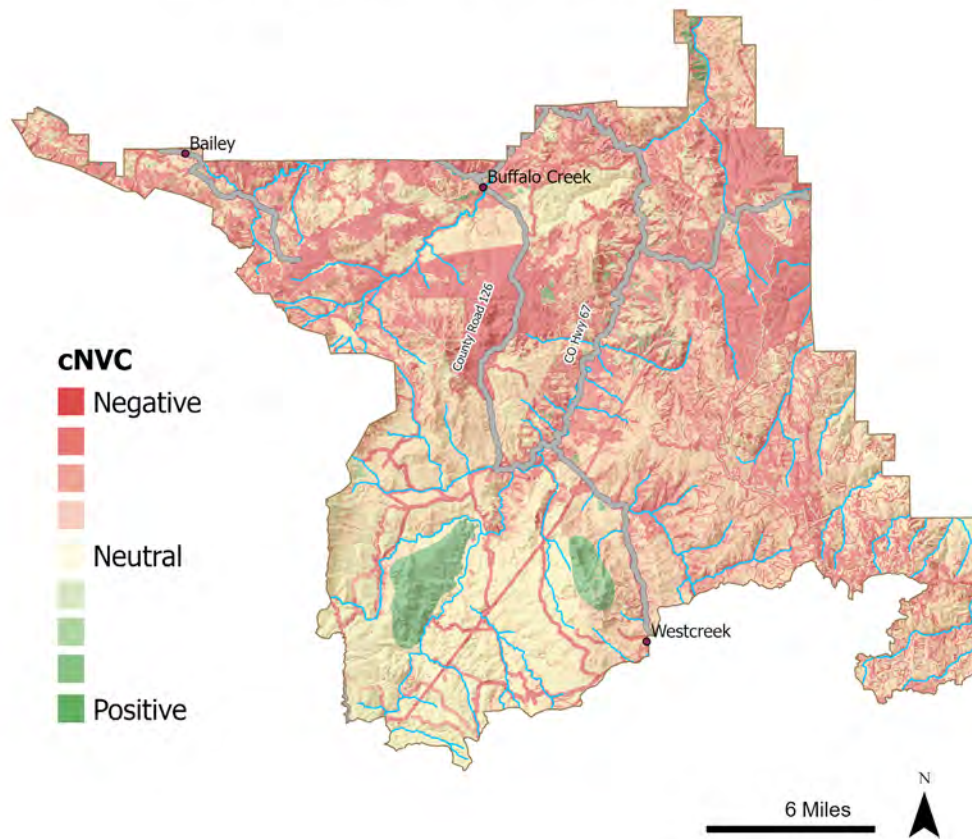 Bailey
Buffalo Creek
County Road 126
CO Hwy 67
cNVC
Negative
Neutral
Positive
Westcreek
N
6 Miles